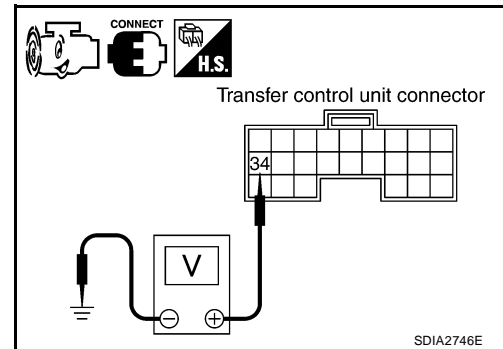 CONNECT
H.S.
Transfer control unit connector
34
V
− +
SDIA2746E